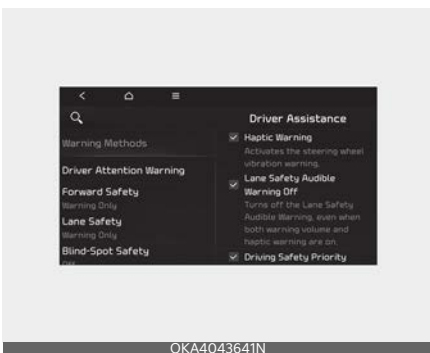 Driver Assistance
Warning Methods
Driver Attention Warning
Forward Safety
Warning Only
Lane Safety
Warning Only
Blind-Spot Safety
Off
Haptic Warning
Activates the steering wheel
vibration warning.
Lane Safety Audible
Warning Off
Turns off the Lane Safety
Audible Warning, even when
both warning volume and
haptic warning are on.
Driving Safety Priority
OKA4043641N